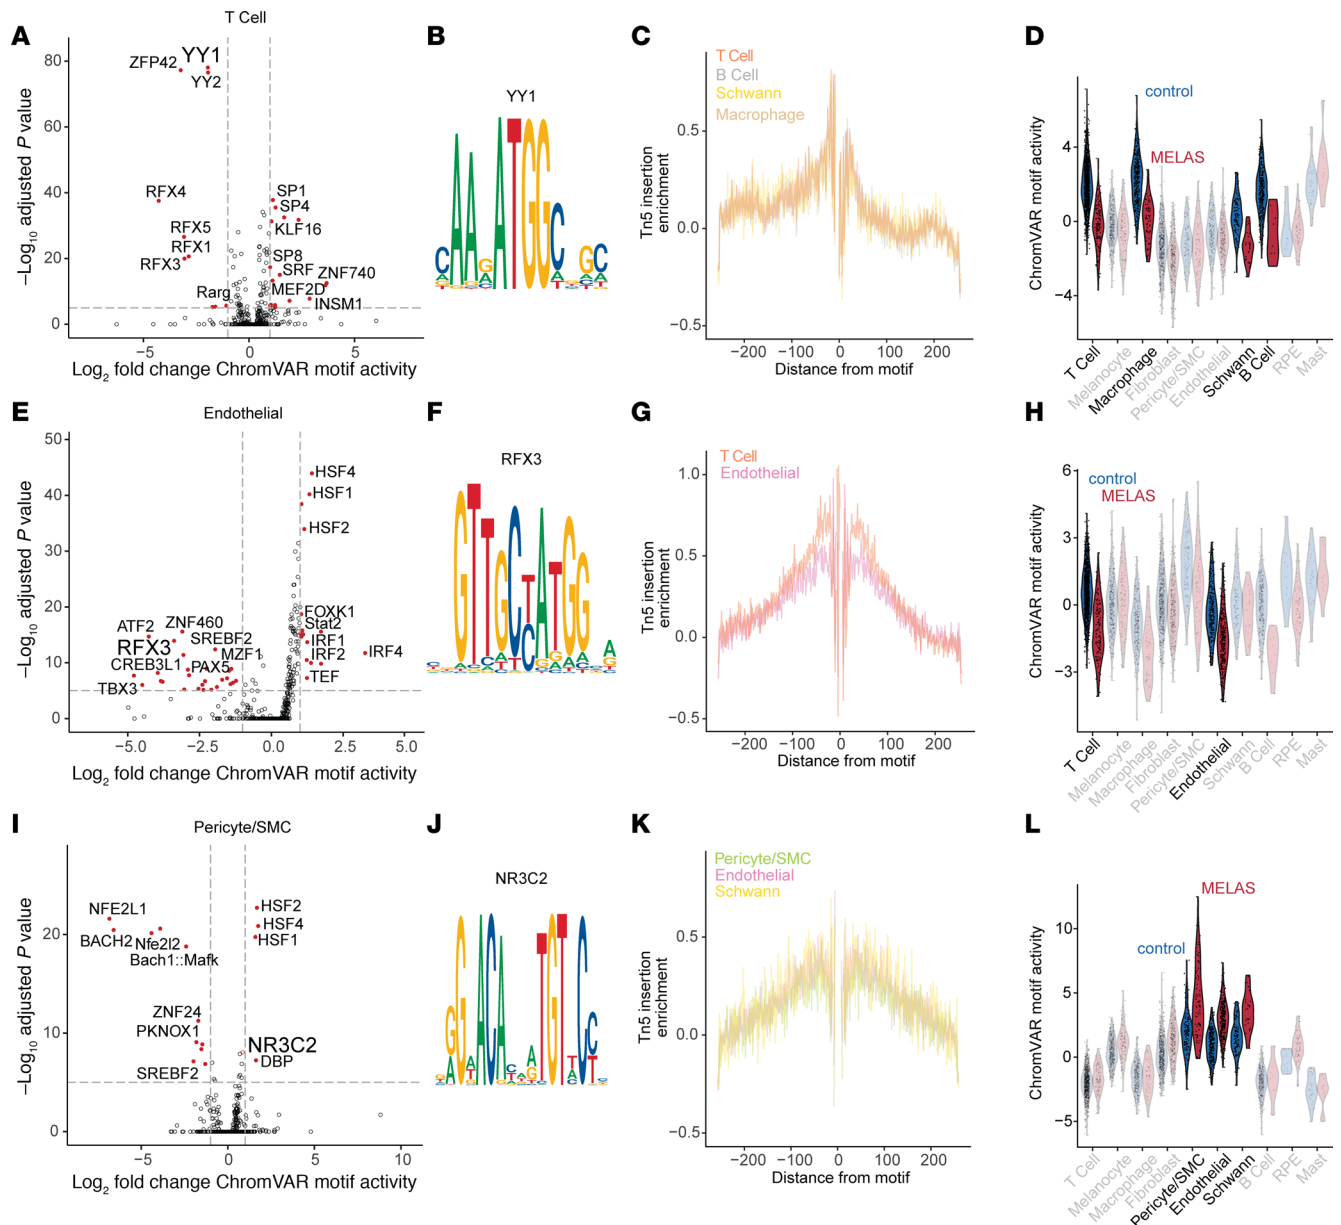 A
T Cell
−Log10 adjusted P value
80
60
40
20
0
ZFP42
YY1
YY2
RFX4
RFX5
RFX1
RFX3
Rarg
SP1
SP4
KLF16
SP8
SRF
ZNF740
MEF2D
INSM1
−5
0
5
Log2 fold change ChromVAR motif activity
B
YY1
C
T Cell
B Cell
Schwann
Macrophage
Tn5 insertion
enrichment
0.5
0.0
−0.5
−200
−100
0
100
200
Distance from motif
D
control
MELAS
ChromVAR motif activity
4
0
−4
T Cell
Melanocyte
Macrophage
Fibroblast
Pericyte/SMC
Endothelial
Schwann
B Cell
RPE
Mast
E
Endothelial
−Log10 adjusted P value
50
40
30
20
10
0
HSF4
HSF1
HSF2
FOXK1
Stat2
IRF1
IRF2
IRF4
TEF
ATF2
ZNF460
RFX3
SREBF2
MZF1
CREB3L1
PAX5
TBX3
−5.0
−2.5
0.0
2.5
5.0
Log2 fold change ChromVAR motif activity
F
RFX3
G
T Cell
Endothelial
Tn5 insertion
enrichment
1.0
0.5
0.0
−0.5
−200
−100
0
100
200
Distance from motif
H
control
MELAS
ChromVAR motif activity
6
3
0
−3
T Cell
Melanocyte
Macrophage
Fibroblast
Pericyte/SMC
Endothelial
Schwann
B Cell
RPE
Mast
I
Pericyte/SMC
−Log10 adjusted P value
20
10
0
NFE2L1
BACH2
Nfe2l2
Bach1::Mafk
ZNF24
PKNOX1
SREBF2
HSF2
HSF4
HSF1
NR3C2
DBP
−5
0
5
10
Log2 fold change ChromVAR motif activity
J
NR3C2
K
Pericyte/SMC
Endothelial
Schwann
Tn5 insertion
enrichment
0.5
0.0
−0.5
−200
−100
0
100
200
Distance from motif
L
MELAS
control
ChromVAR motif activity
10
5
0
−5
T Cell
Melanocyte
Macrophage
Fibroblast
Pericyte/SMC
Endothelial
Schwann
B Cell
RPE
Mast